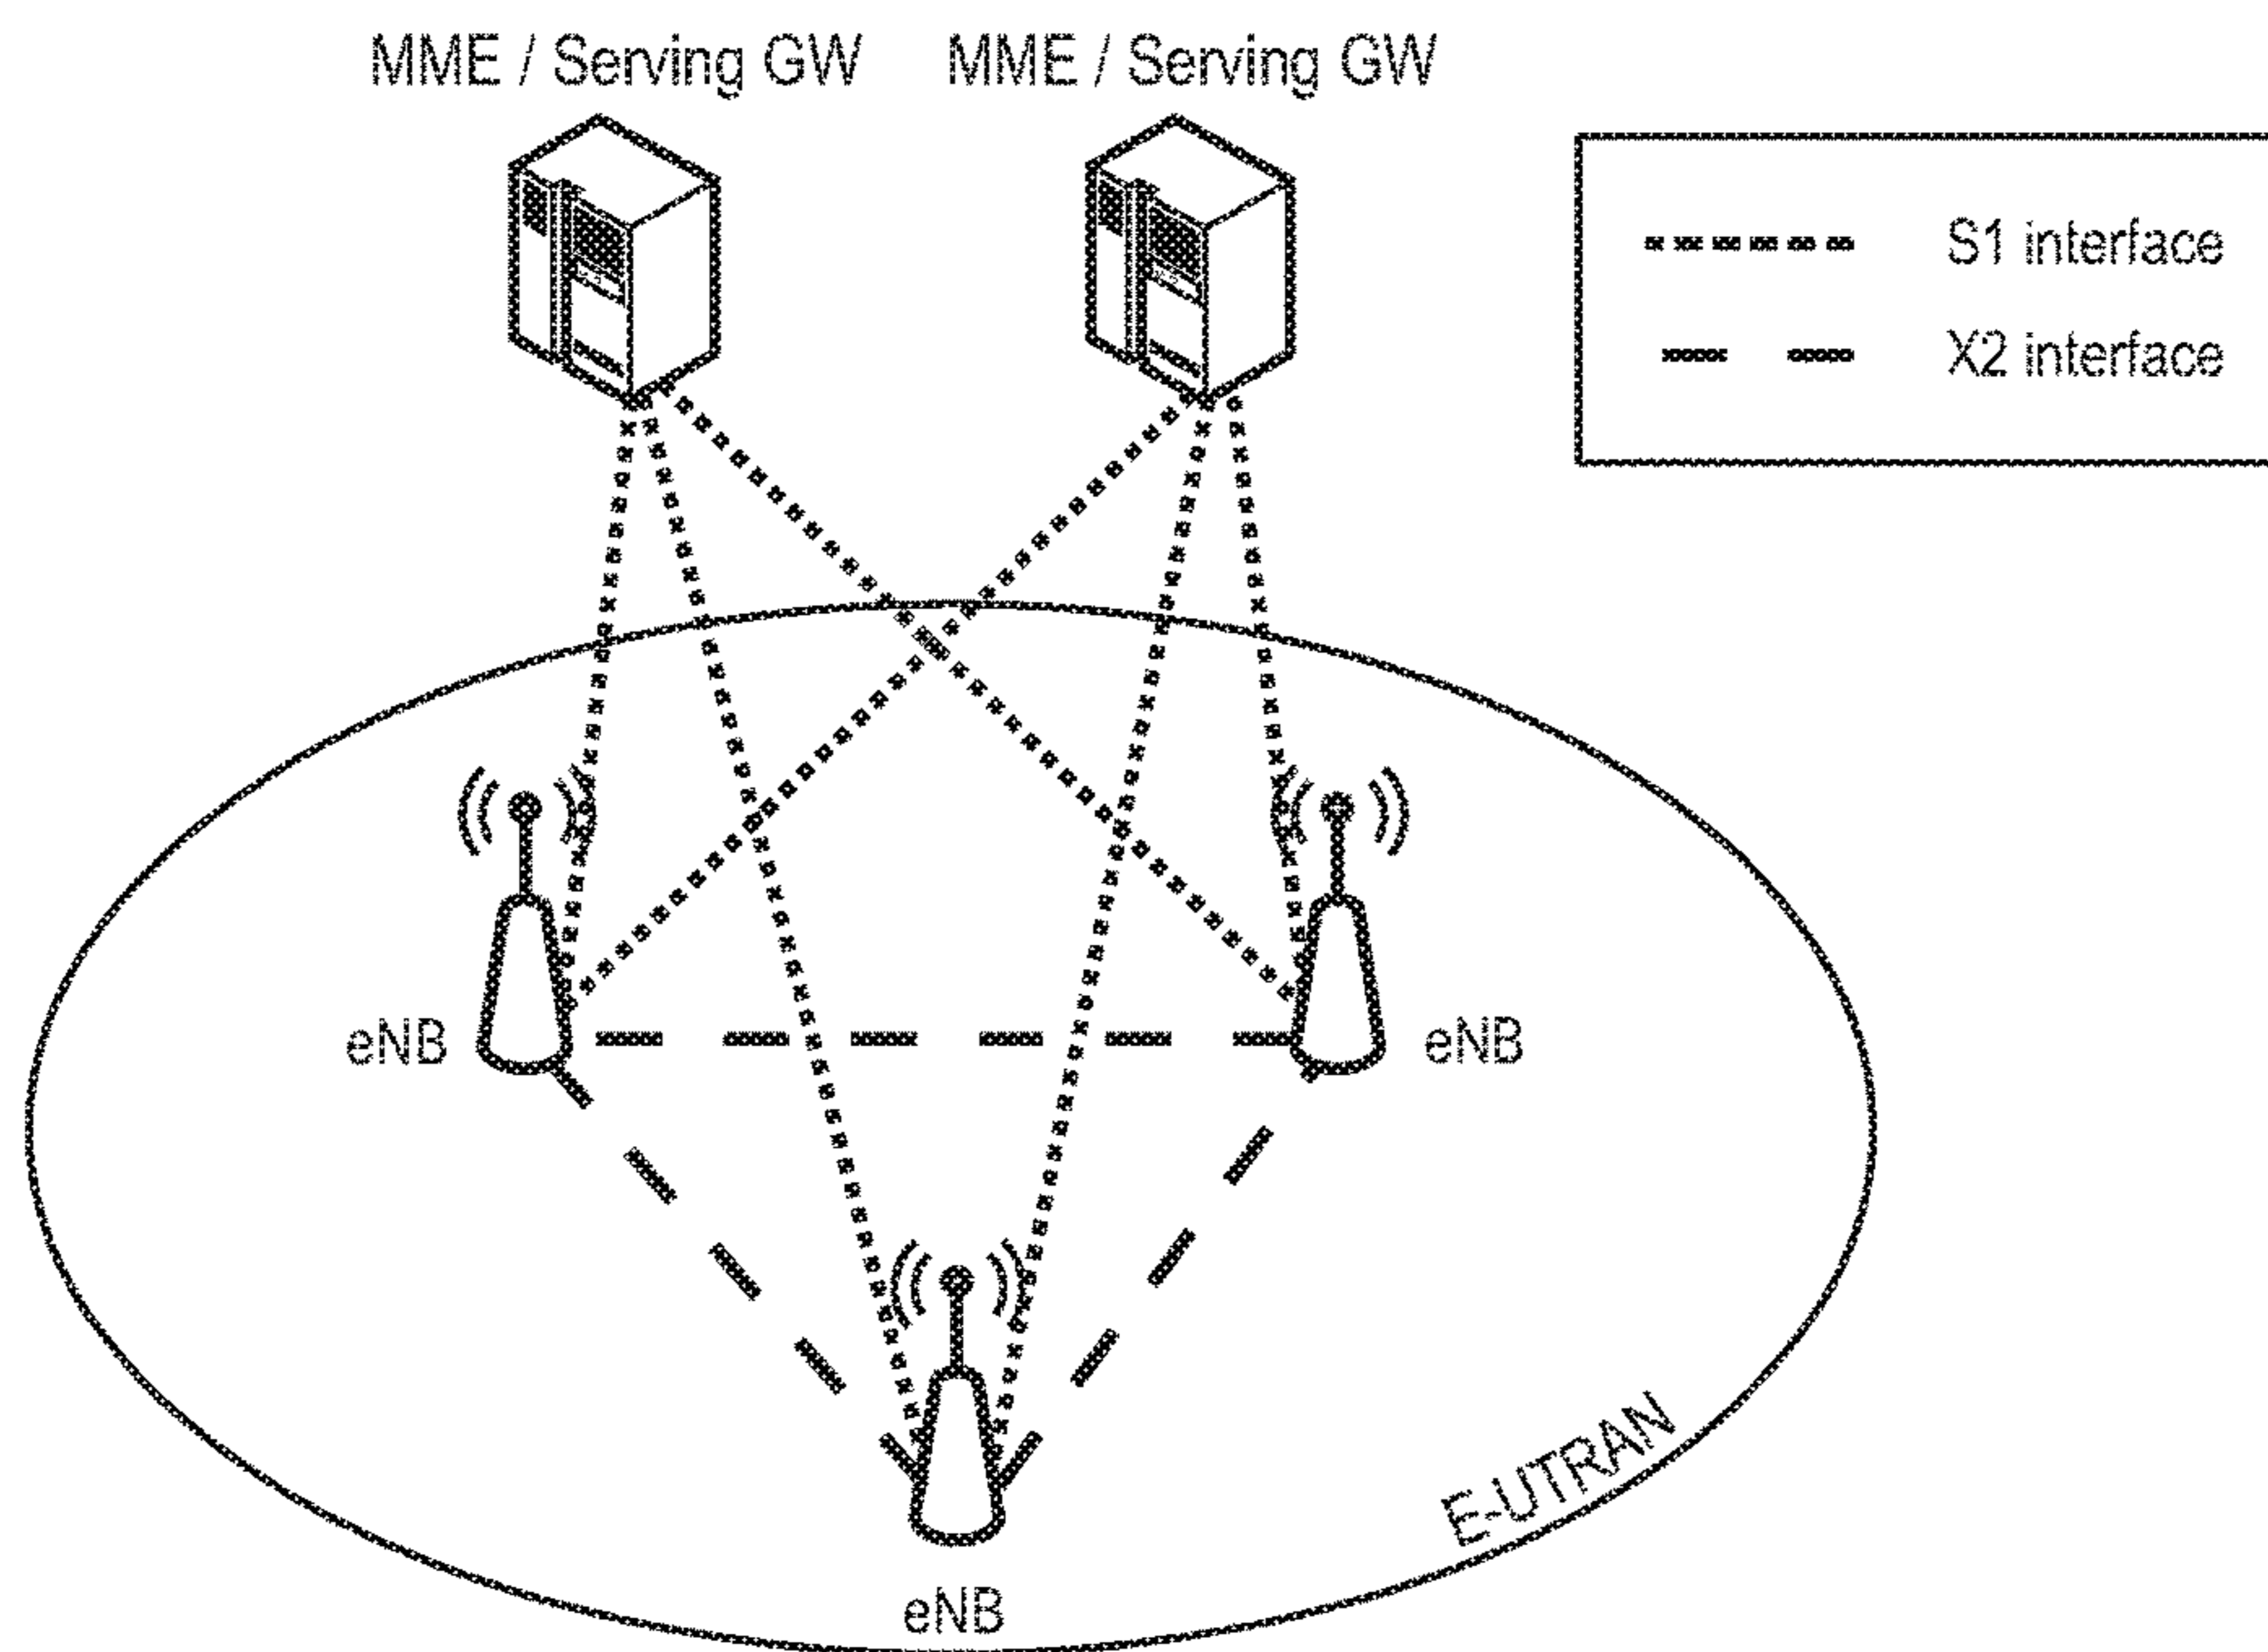 MME / Serving GW
MME / Serving GW
S1 interface
X2 interface
eNB
eNB
E-UTRAN
eNB